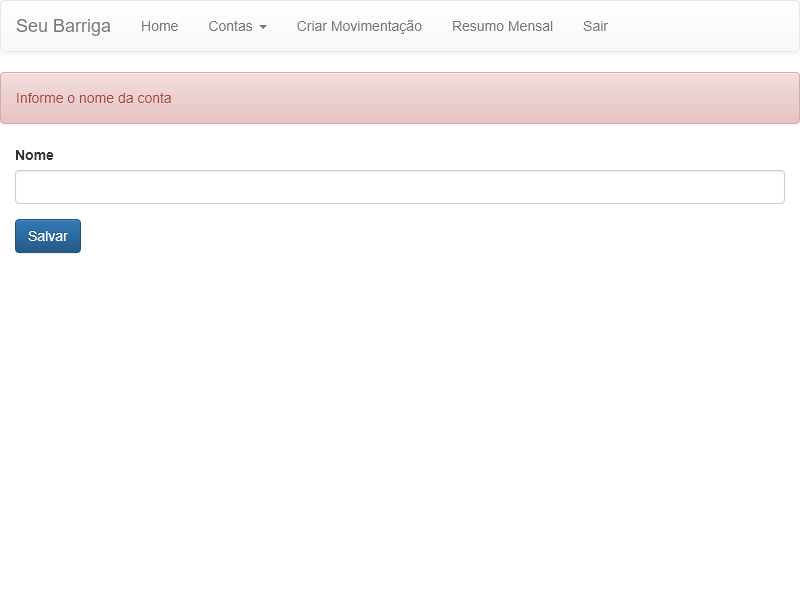 Seu Barriga Home Contas Criar Movimentação Resumo Mensal Sair
Informe o nome da conta
Nome
Salvar